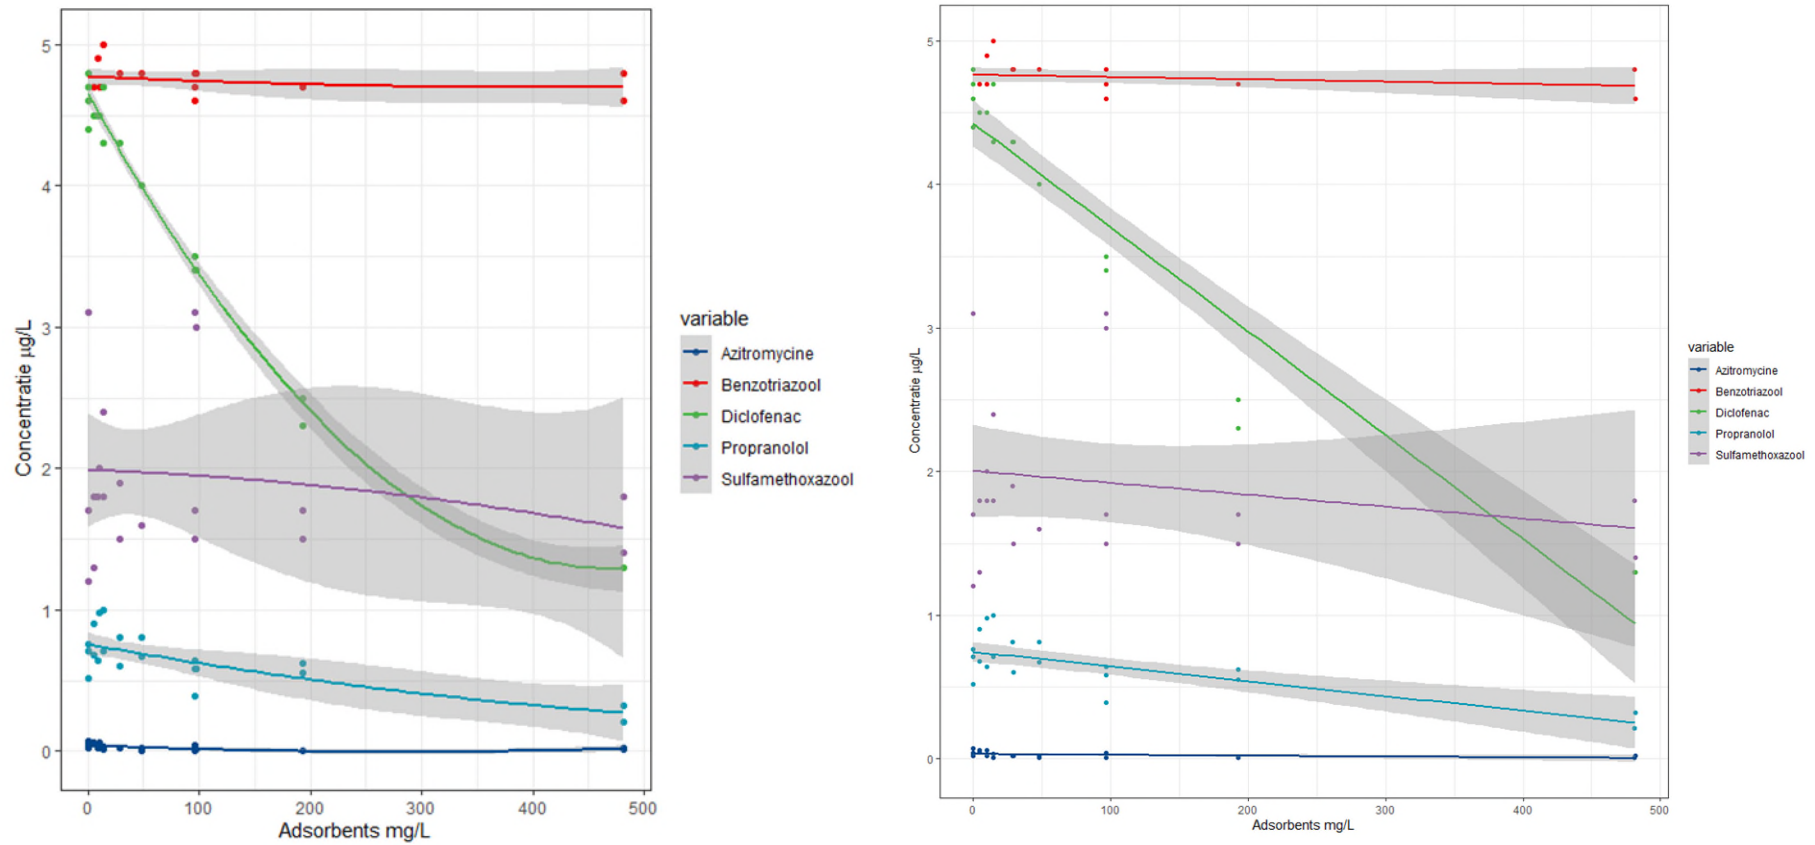 5
4
3
2
1
0
Concentratie µg/L
0 100 200 300 400 500
Adsorbents mg/L
variable
Azitromycine
Benzotriazool
Diclofenac
Propranolol
Sulfamethoxazool
5
4
3
2
1
0
Concentratie µg/L
0 100 200 300 400 500
Adsorbents mg/L
variable
Azitromycine
Benzotriazool
Diclofenac
Propranolol
Sulfamethoxazool